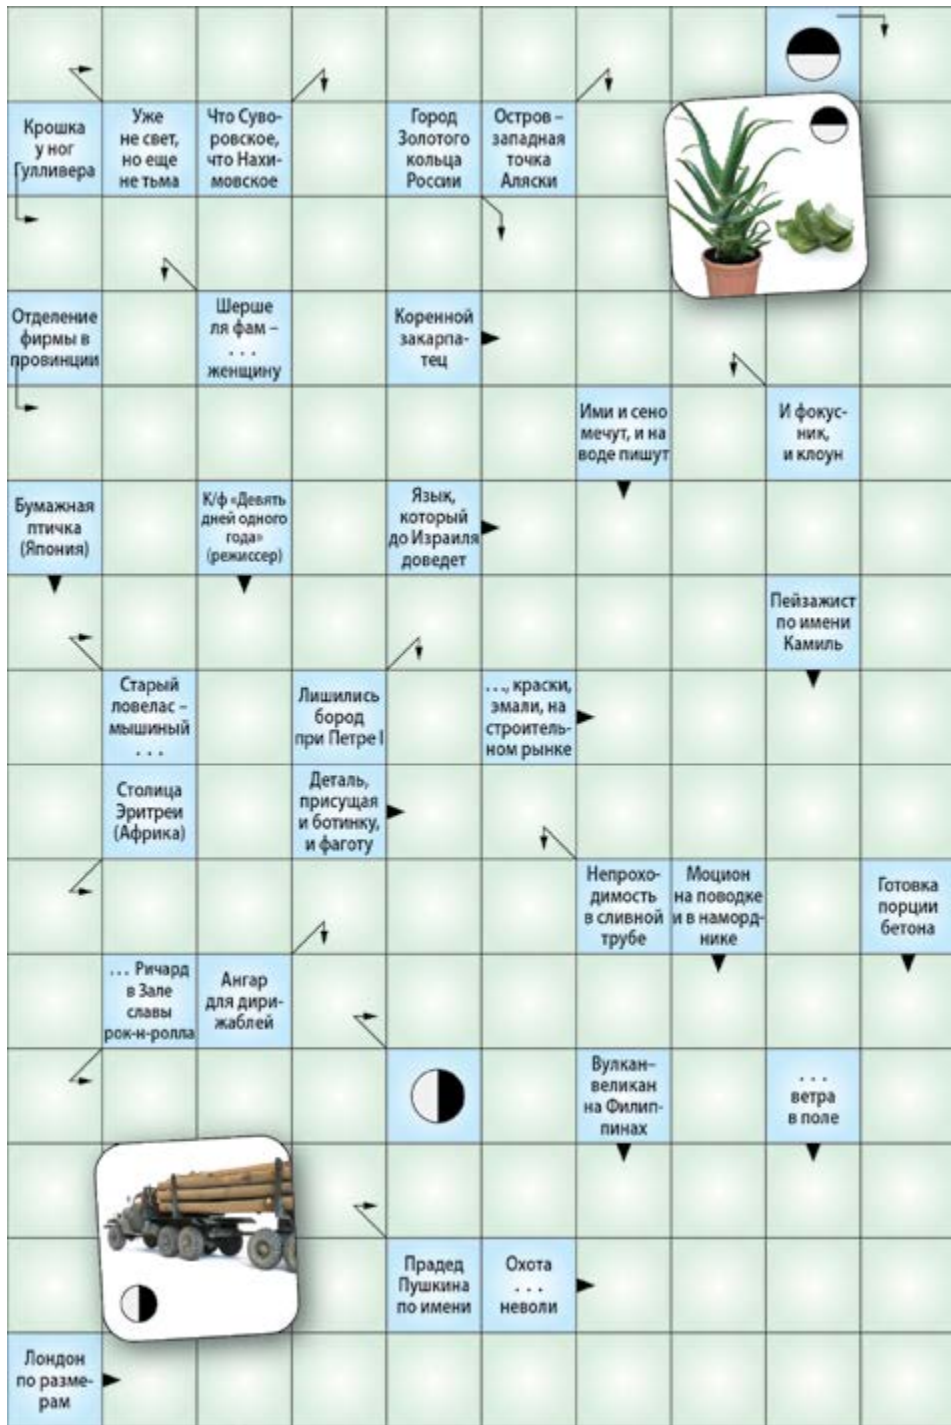 Крошка
у ног
Гулливера
Уже
не свет,
но еще
не тьма
Что Суво-
ровское,
что Нахи-
мовское
Город
Золотого
кольца
России
Остров –
западная
точка
Аляски
Отделение
фирмы в
провинции
Шерше
ля фам –
. . .
женщину
Коренной
закарпа-
тец
Ими и сено
мечут, и на
воде пишут
И фокус-
ник,
и клоун
Бумажная
птичка
(Япония)
К/ф «Девять
дней одного
года»
(режиссер)
Язык,
который
до Израиля
доведет
Пейзажист
по имени
Камиль
Старый
ловелас –
мышиный
. . .
Лишились
бород
при Петре I
. . ., краски,
эмали, на
строитель-
ном рынке
Столица
Эритреи
(Африка)
Деталь,
присущая
и ботинку,
и фаготу
Непрохо-
димость
в сливной
трубе
Моцион
на поводке
и в наморд-
нике
Готовка
порции
бетона
. . . Ричард
в Зале
славы
рок-н-ролла
Ангар
для дири-
жаблей
Вулкан–
великан
на Филип-
пинах
. . .
ветра
в поле
Прадед
Пушкина
по имени
Охота
. . .
неволи
Лондон
по разме-
рам